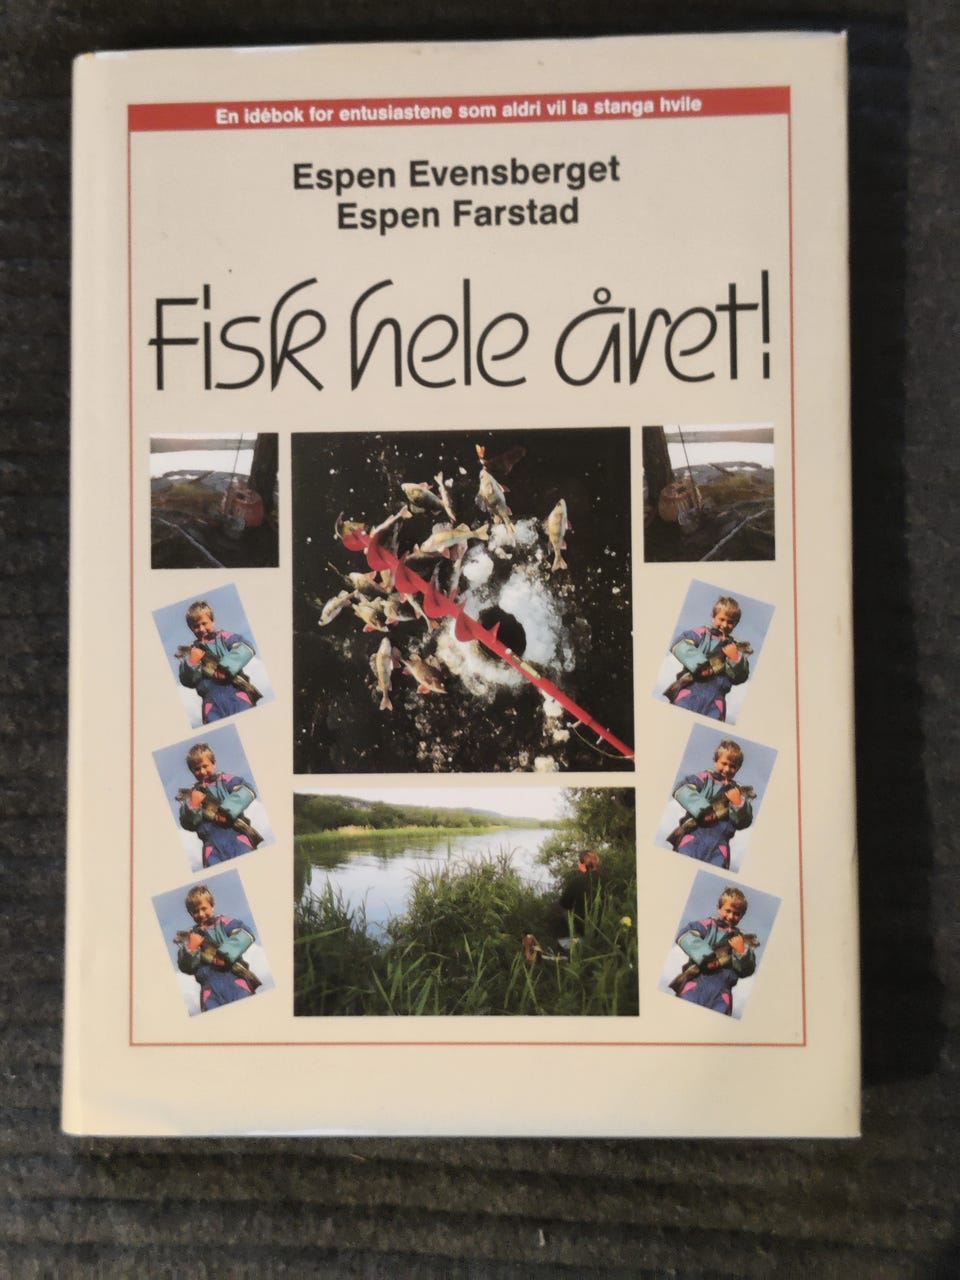 En idébok for entusiastene som aldri vil la stanga hvile
Espen Evensberget
Espen Farstad
Fisk hele året!